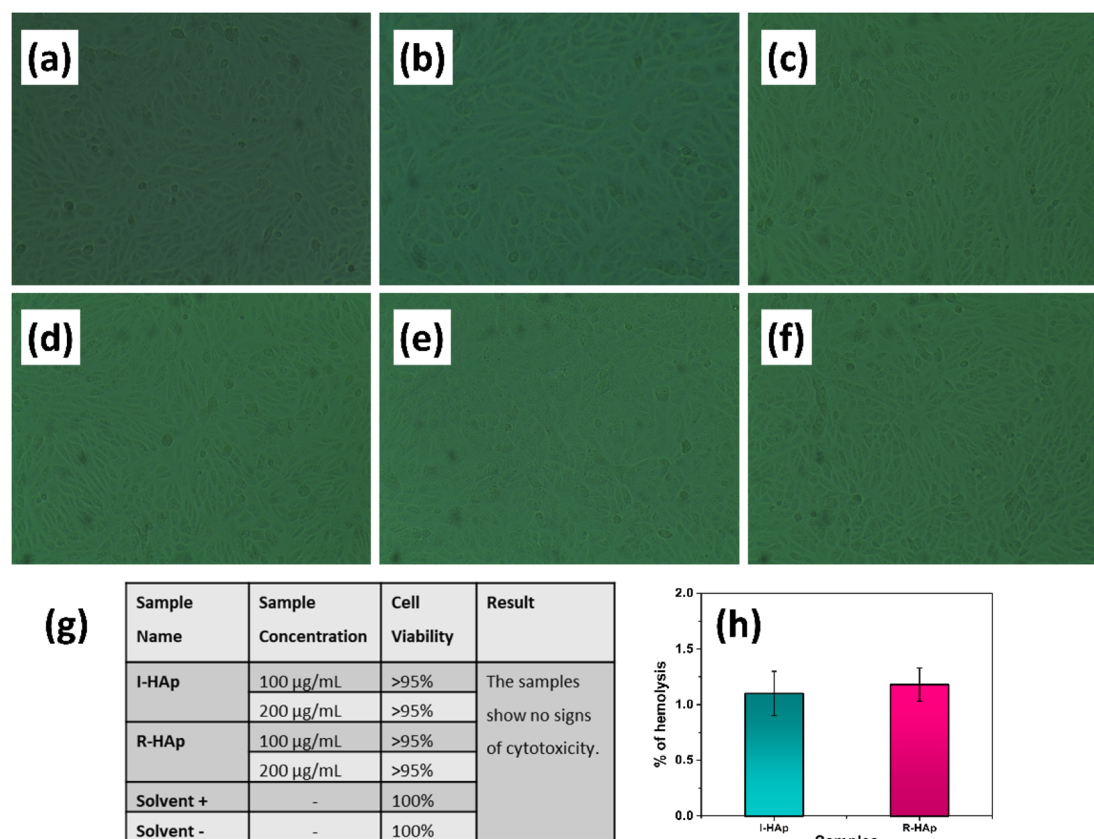 (a)
(b)
(c)
(d)
(e)
(f)
(g)
Sample Name
Sample Concentration
Cell Viability
Result
I-HAp
100 µg/mL
>95%
The samples show no signs of cytotoxicity.
200 µg/mL
>95%
R-HAp
100 µg/mL
>95%
200 µg/mL
>95%
Solvent +
-
100%
Solvent -
-
100%
(h)
% of hemolysis
2.0
1.5
1.0
0.5
0.0
I-HAp
R-HAp
Samples